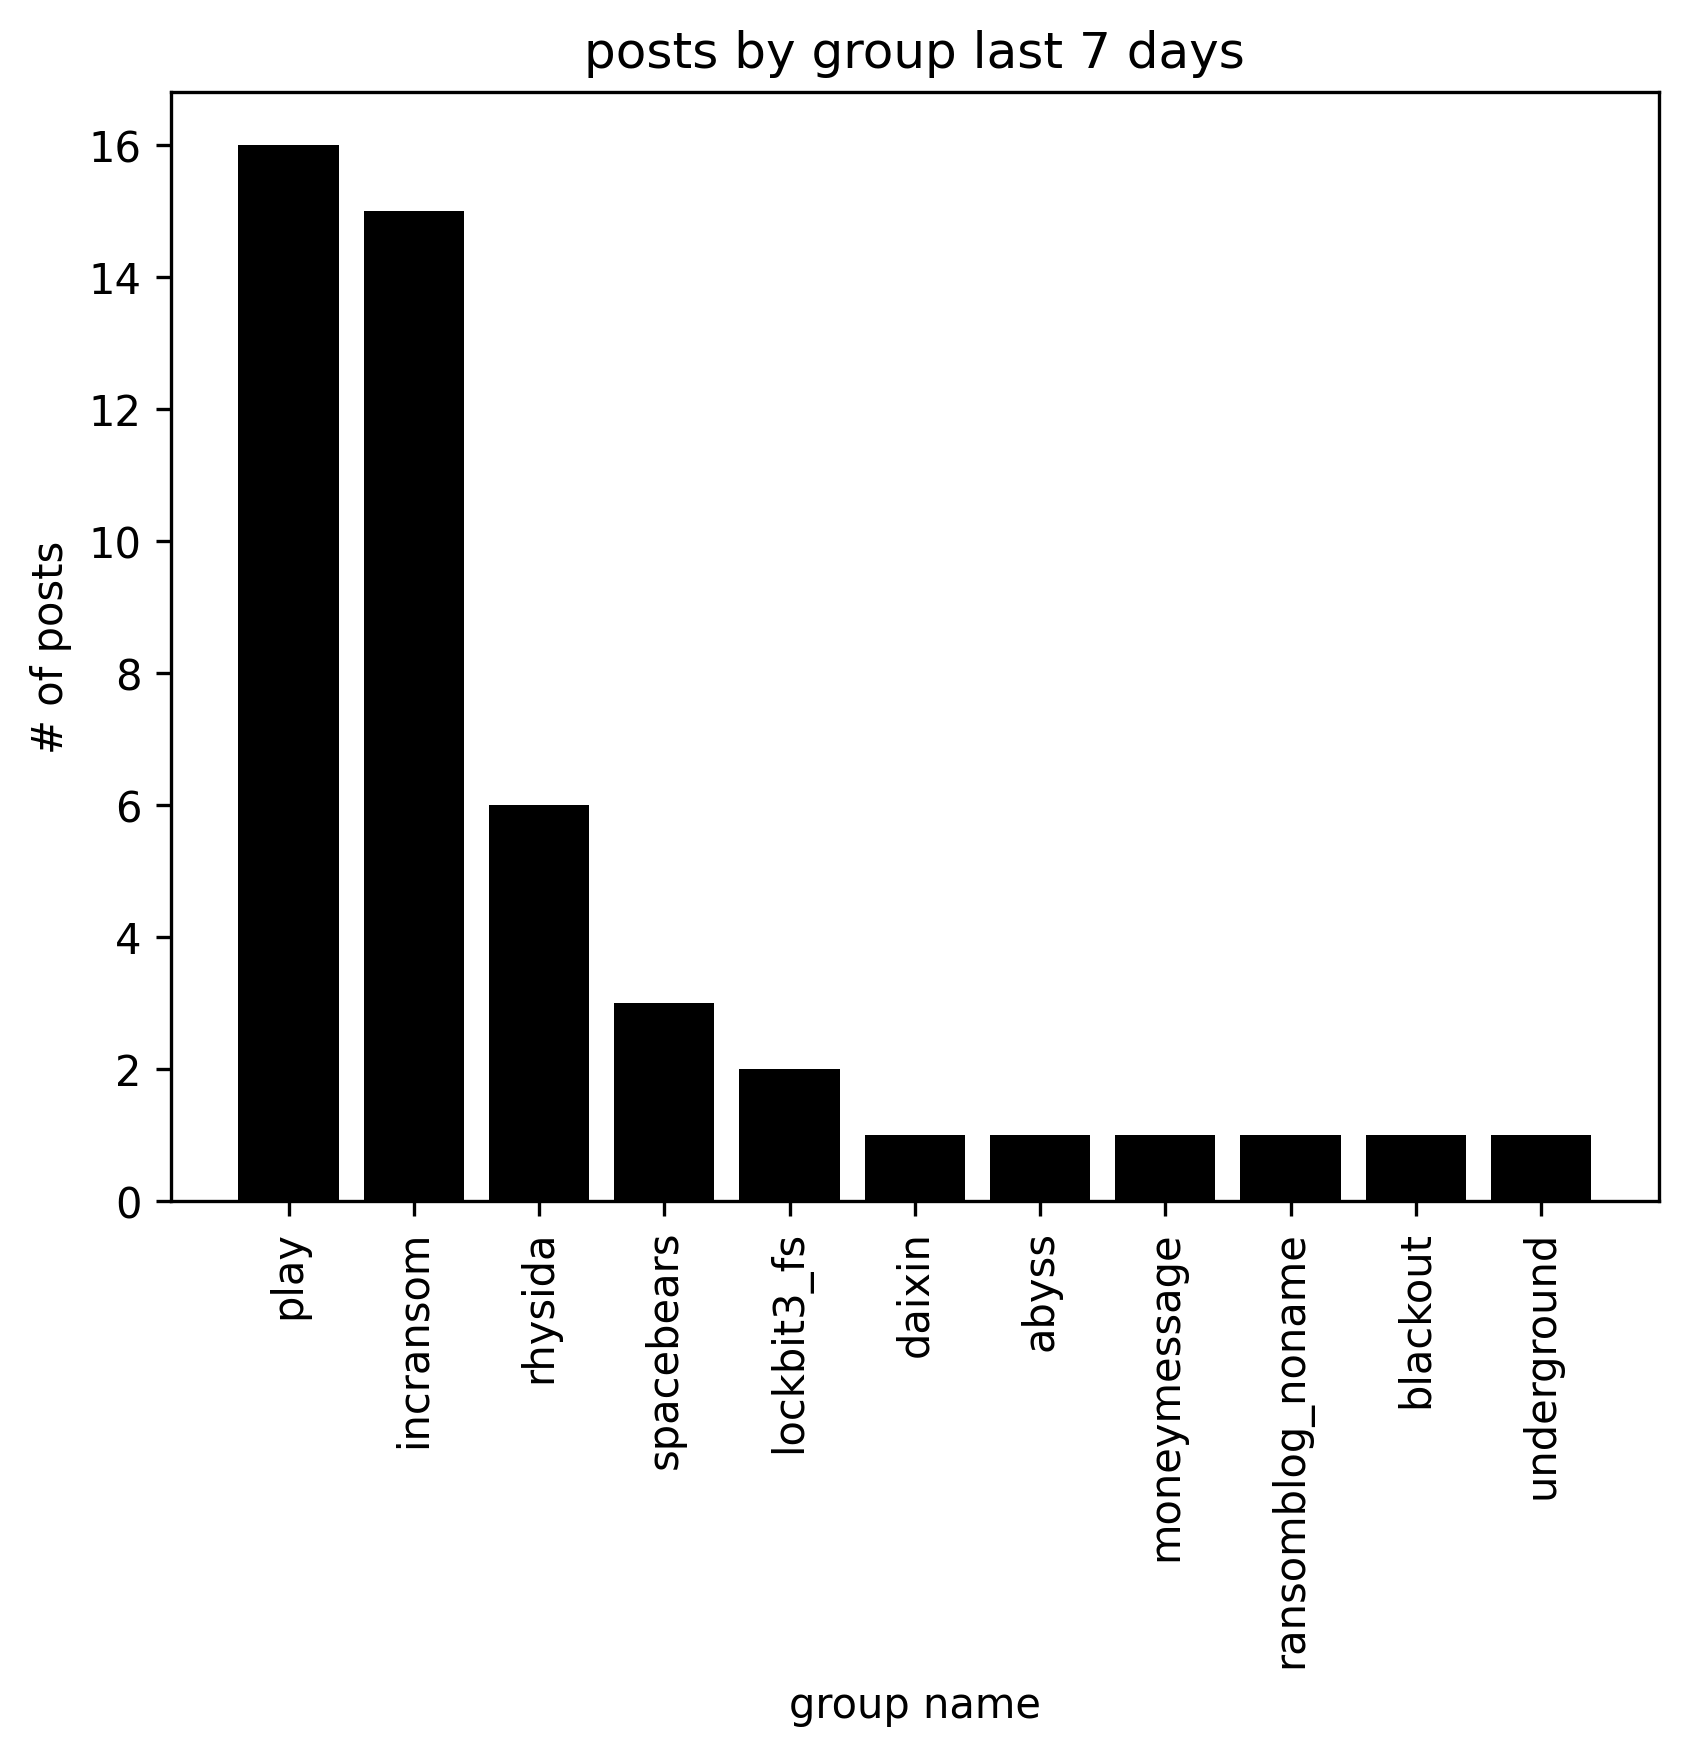 posts by group last 7 days
# of posts
16
14
12
10
8
6
4
2
0
play
incransom
rhysida
spacebears
lockbit3_fs
daixin
abyss
moneymessage
ransomblog_noname
blackout
underground
group name